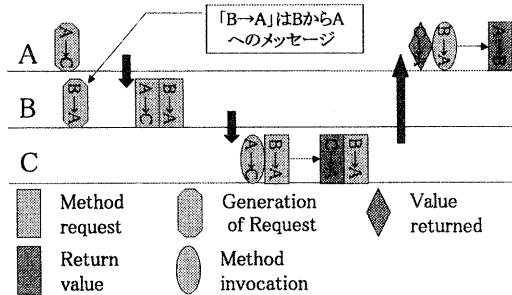 「B→A」はBからA
へのメッセージ
A
A→C
B→A
A→B
B
B→A
A→C
B→A
C
A→C
B→A
B→A
Method
request
Generation
of Request
Value
returned
Return
value
Method
invocation